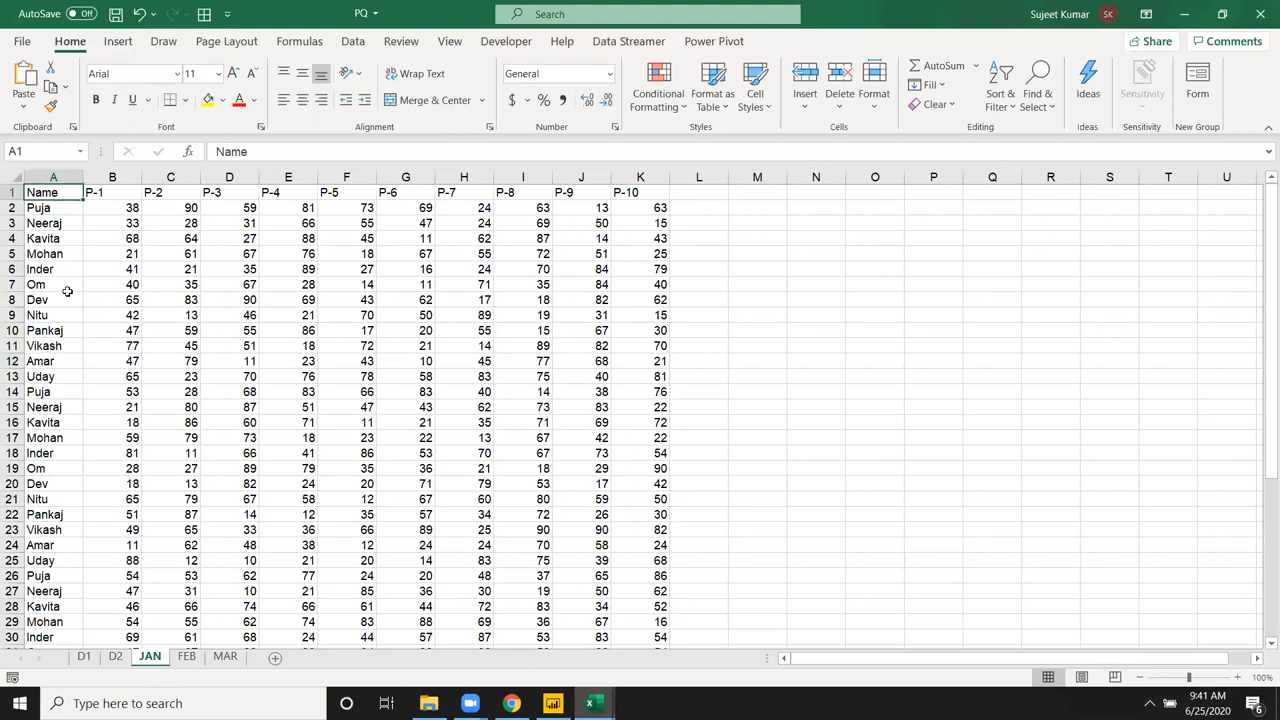 AutoSave Off PQ Search Sujeet Kumar SK
File Home Insert Draw Page Layout Formulas Data Review View Developer Help Data Streamer Power Pivot Share Comments
Paste Arial 11 Wrap Text General Conditional Formatting Format as Table Cell Styles Insert Delete Format AutoSum Fill Clear Sort & Filter Find & Select Ideas Sensitivity Form
B I U A Merge & Center $ % ,
Clipboard Font Alignment Number Styles Cells Editing Ideas Sensitivity New Group
A1 fx Name
A B C D E F G H I J K L M N O P Q R S T U
1 Name P-1 P-2 P-3 P-4 P-5 P-6 P-7 P-8 P-9 P-10
2 Puja 38 90 59 81 73 69 24 63 13 63
3 Neeraj 33 28 31 66 55 47 24 69 50 15
4 Kavita 68 64 27 88 45 11 62 87 14 43
5 Mohan 21 61 67 76 18 67 55 72 51 25
6 Inder 41 21 35 89 27 16 24 70 84 79
7 Om 40 35 67 28 14 11 71 35 84 40
8 Dev 65 83 90 69 43 62 17 18 82 62
9 Nitu 42 13 46 21 70 50 89 19 31 15
10 Pankaj 47 59 55 86 17 20 55 15 67 30
11 Vikash 77 45 51 18 72 21 14 89 82 70
12 Amar 47 79 11 23 43 10 45 77 68 21
13 Uday 65 23 70 76 78 58 83 75 40 81
14 Puja 53 28 68 83 66 83 40 14 38 76
15 Neeraj 21 80 87 51 47 43 62 73 83 22
16 Kavita 18 86 60 71 11 21 35 71 69 72
17 Mohan 59 79 73 18 23 22 13 67 42 22
18 Inder 81 11 66 41 86 53 70 67 73 54
19 Om 28 27 89 79 35 36 21 18 29 90
20 Dev 18 13 82 24 20 71 79 53 17 42
21 Nitu 65 79 67 58 12 67 60 80 59 50
22 Pankaj 51 87 14 12 35 57 34 72 26 30
23 Vikash 49 65 33 36 66 89 25 90 90 82
24 Amar 11 62 48 38 12 24 24 70 58 24
25 Uday 88 12 10 21 20 14 83 75 39 68
26 Puja 54 53 62 77 24 20 48 37 65 86
27 Neeraj 47 31 10 21 85 36 30 19 50 62
28 Kavita 46 66 74 66 61 44 72 83 34 52
29 Mohan 54 55 62 74 83 88 69 36 67 16
30 Inder 69 61 68 24 44 57 87 53 83 54
D1 D2 JAN FEB MAR
100%
Type here to search 9:41 AM
6/25/2020 6